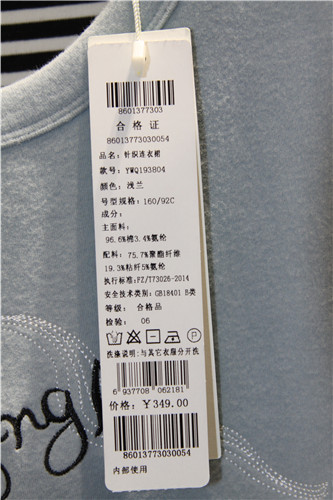 8601377303
合格证
86013773030054
品名: 针织连衣裙
款号: YWQ193804
颜色: 浅兰
号型规格: 160/92C
成分:
主面料:
96.6%棉3.4%氨纶
配料: 75.7%聚酯纤维
19.3%粘纤5%氨纶
执行标准: FZ/T73026-2014
安全技术类别: GB18401 B类
等级: 合格品
检验: 06
洗涤说明:与其它衣服分开洗
6 937708 062181
价格: ￥349.00
86013773030054
内部使用
ng